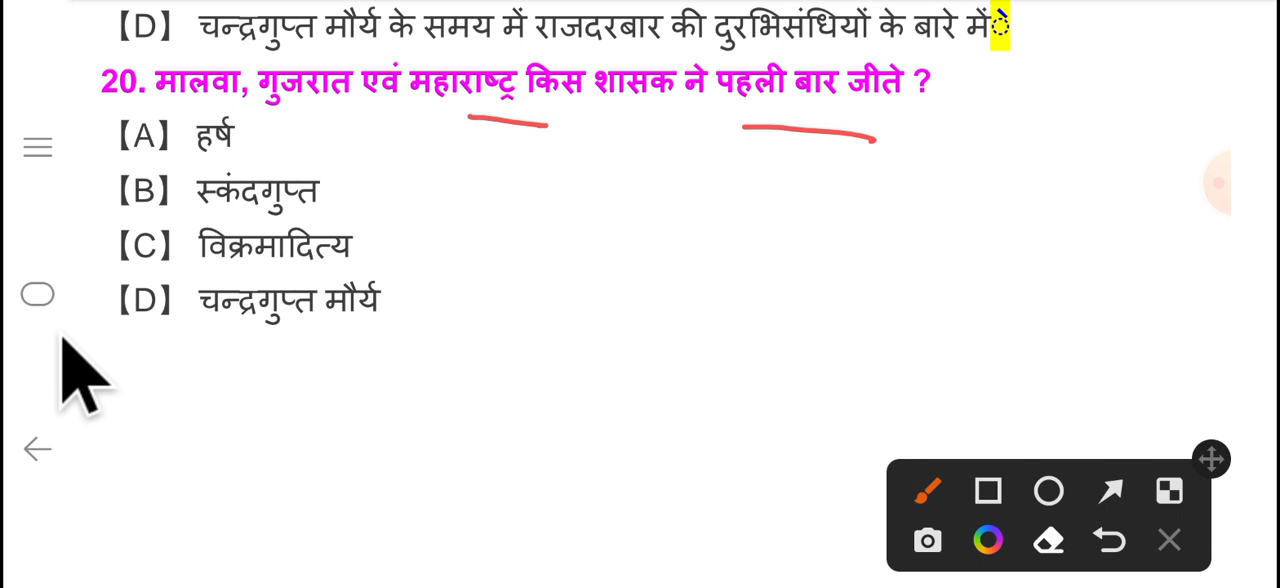 【D】 चन्द्रगुप्त मौर्य के समय में राजदरबार की दुरभिसंधियों के बारे में
20. मालवा, गुजरात एवं महाराष्ट्र किस शासक ने पहली बार जीते ?
【A】 हर्ष
【B】 स्कंदगुप्त
【C】 विक्रमादित्य
【D】 चन्द्रगुप्त मौर्य